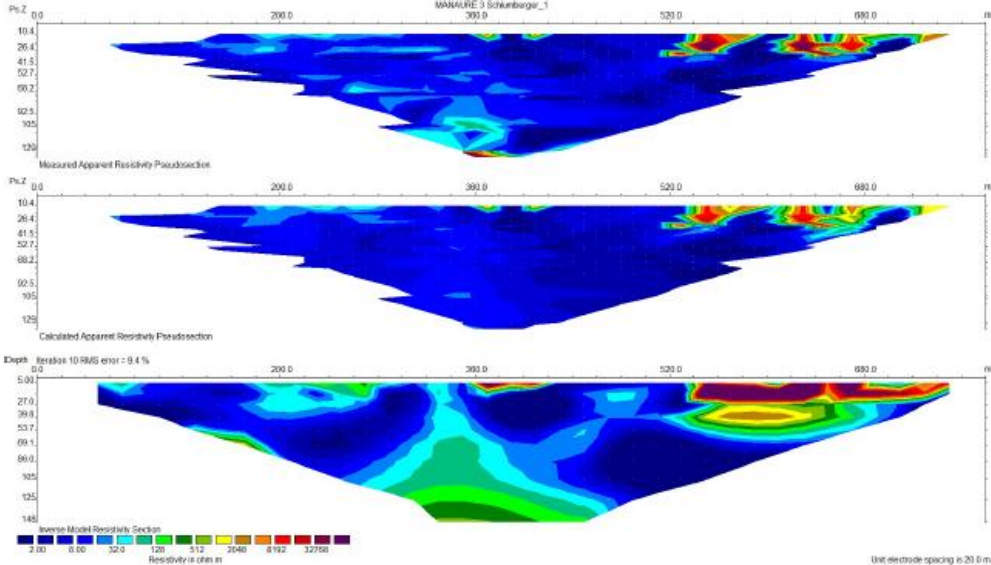 MANAURE 3 Schlumberger_1
Ps.Z 0.0 200.0 360.0 520.0 680.0 m
10.4
26.4
41.5
52.7
68.2
92.5
105
129
Measured Apparent Resistivity Pseudosection
Ps.Z 0.0 200.0 360.0 520.0 680.0 m
10.4
26.4
41.5
52.7
68.2
92.5
105
129
Calculated Apparent Resistivity Pseudosection
Depth Iteration 10 RMS error = 9.4 %
0.0 200.0 360.0 520.0 680.0 m
5.00
27.0
39.8
53.7
69.1
86.0
105
125
148
Inverse Model Resistivity Section
2.00 8.00 32.0 128 512 2048 8192 32768
Resistivity in ohm.m
Unit electrode spacing is 20.0 m